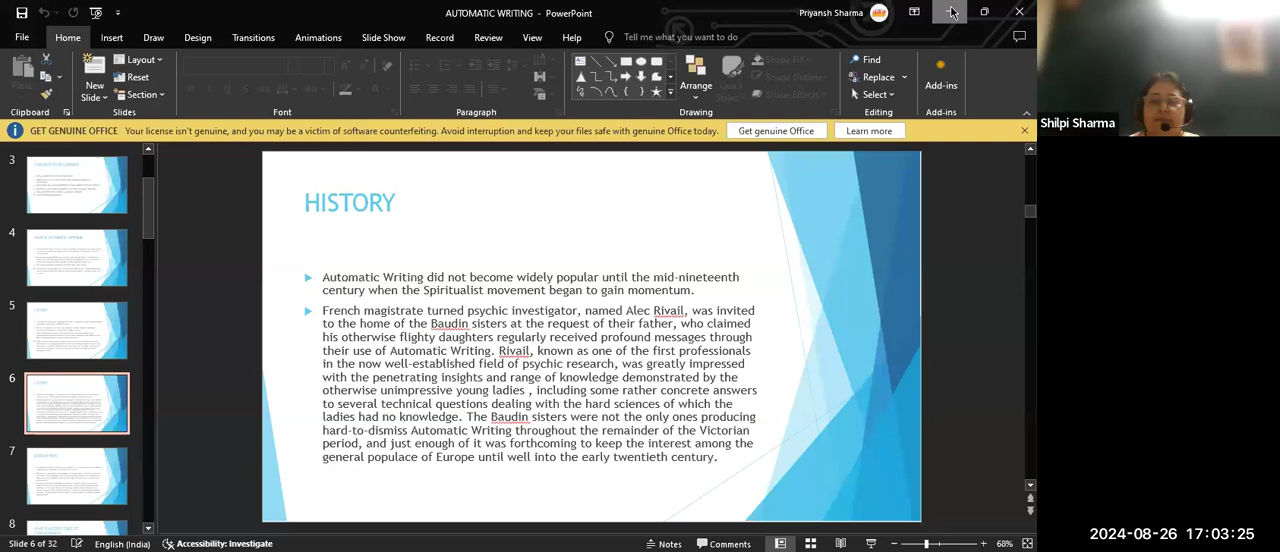 AUTOMATIC WRITING - PowerPoint
Priyansh Sharma
File Home Insert Draw Design Transitions Animations Slide Show Record Review View Help Tell me what you want to do
Paste
New
Slide
Layout
Reset
Section
Arrange
Quick
Styles
Shape Fill
Shape Outline
Shape Effects
Find
Replace
Select
Add-ins
Clipboard Slides Font Paragraph Drawing Editing Add-ins
GET GENUINE OFFICE Your license isn't genuine, and you may be a victim of software counterfeiting. Avoid interruption and keep your files safe with genuine Office today. Get genuine Office Learn more
Shilpi Sharma
3
4
5
6
7
8
HISTORY
Automatic Writing did not become widely popular until the mid-nineteenth
century when the Spiritualist movement began to gain momentum.
French magistrate turned psychic investigator, named Alec Rivail, was invited
to the home of the Baudin sisters at the request of their father, who claimed
his otherwise flighty daughters regularly received profound messages through
their use of Automatic Writing. Rivail, known as one of the first professionals
in the now well-established field of psychic research, was greatly impressed
with the penetrating insights and range of knowledge demonstrated by the
otherwise unimpressive young ladies , including some rather concrete answers
to several technical questions dealing with the hard sciences of which the
ladies had no knowledge. The Baudin sisters were not the only ones producing
hard-to-dismiss Automatic Writing throughout the remainder of the Victorian
period, and just enough of it was forthcoming to keep the interest among the
general populace of Europe until well into the early twentieth century.
Slide 6 of 32 English (India) Accessibility: Investigate Notes Comments 68%
2024-08-26 17:03:25